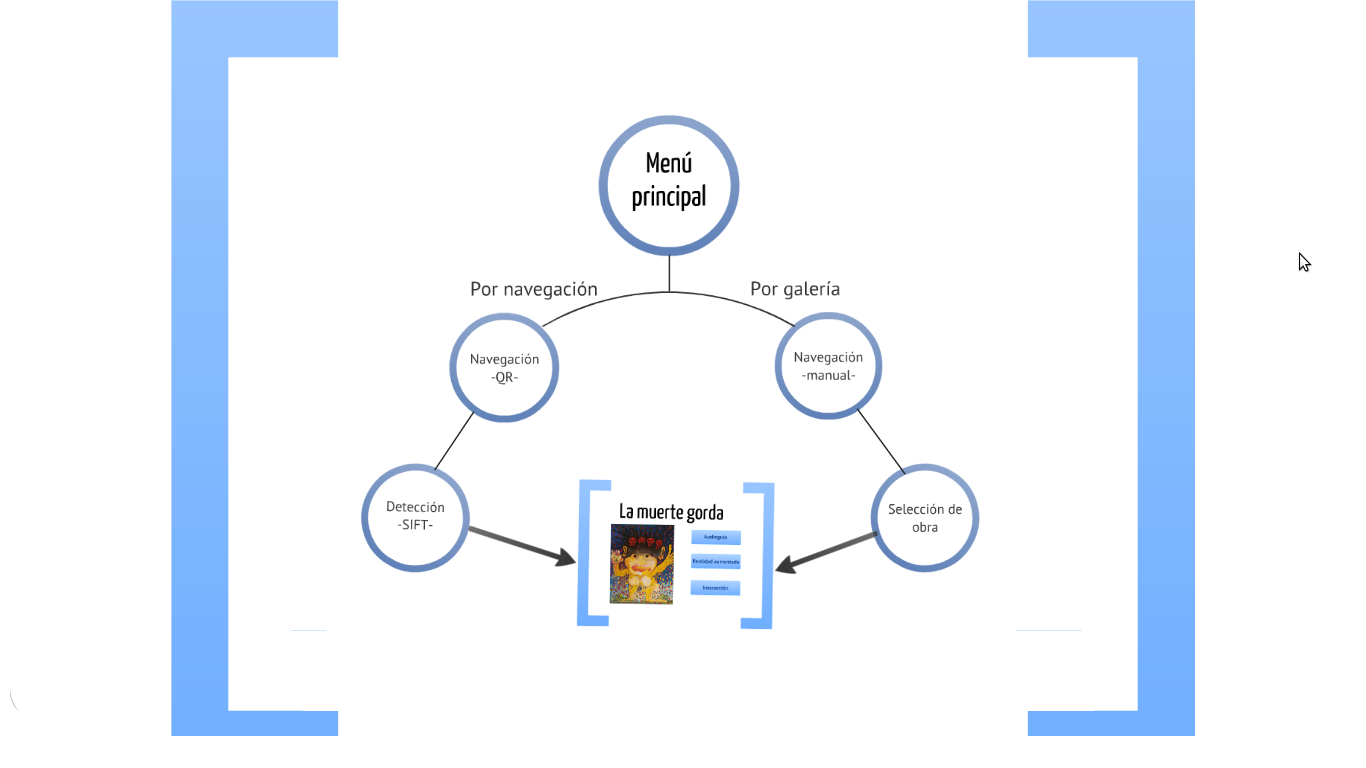 Menú
principal
Por navegación
Por galería
Navegación
-QR-
Navegación
-manual-
Detección
-SIFT-
Selección de
obra
La muerte gorda
Audioguía
Realidad aumentada
Interacción